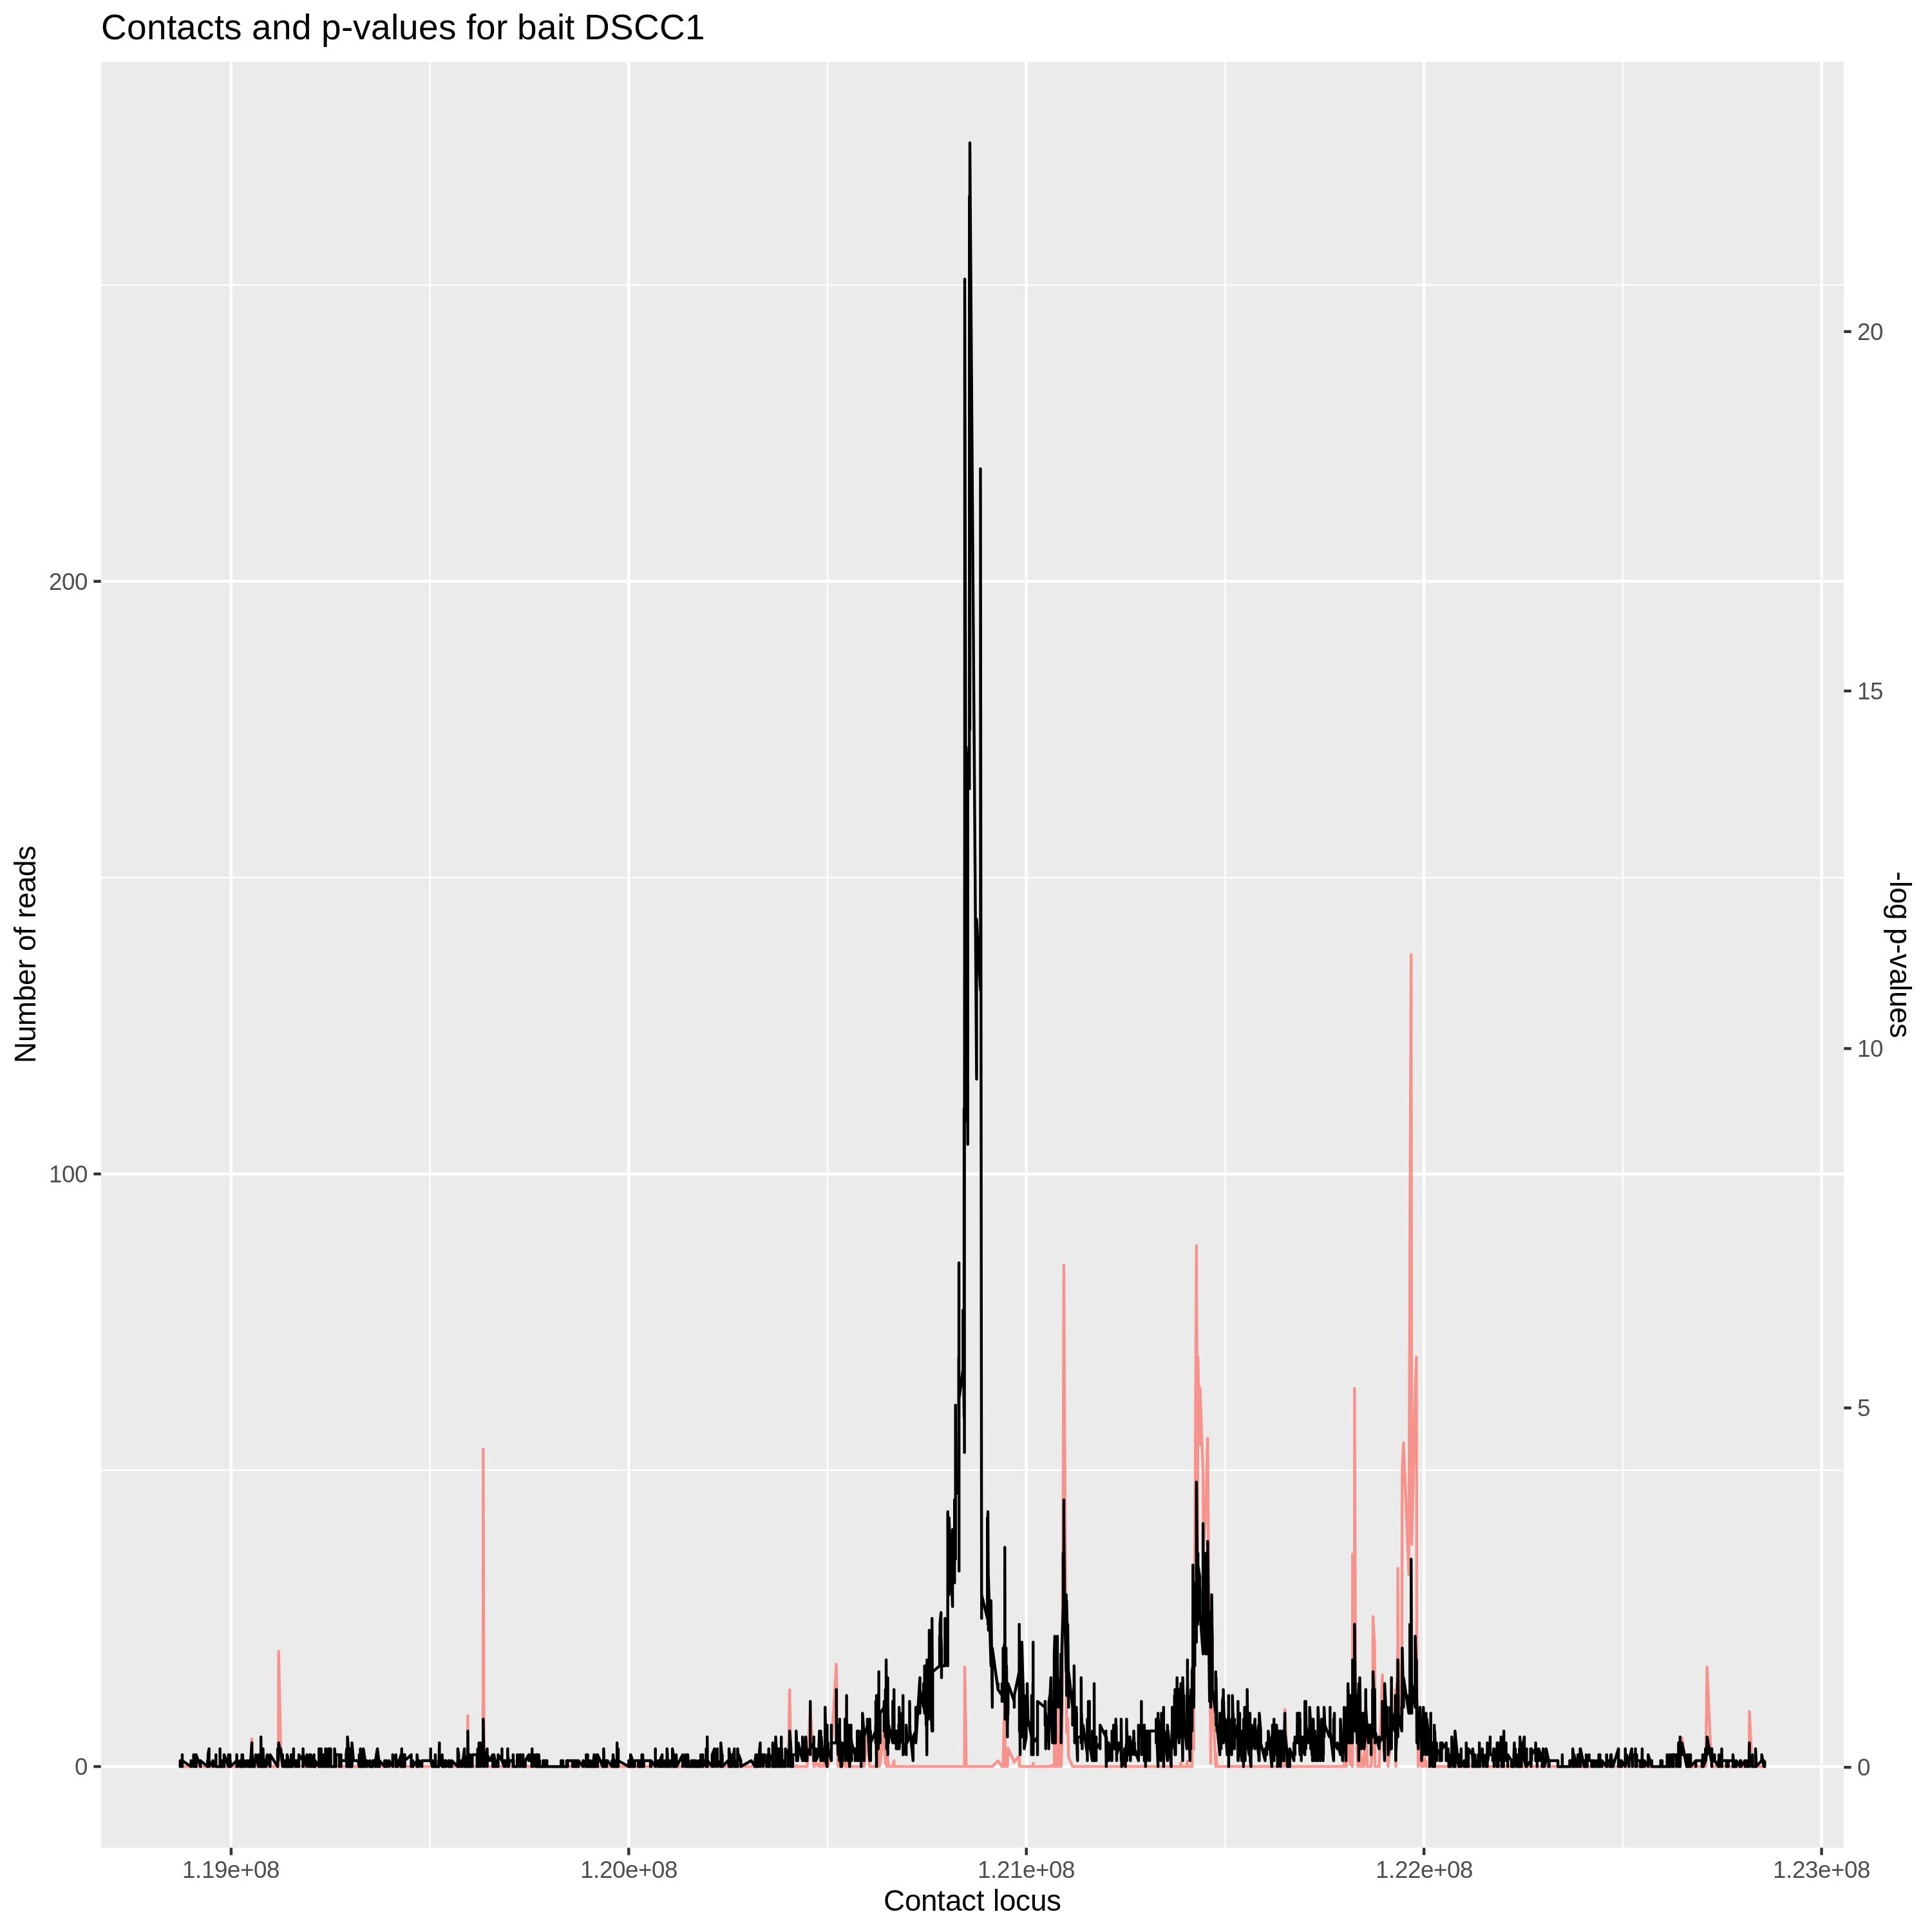 Contacts and p-values for bait DSCC1
Number of reads
200
100
0
20
15
10
5
0
-log p-values
1.19e+08 1.20e+08 1.21e+08 1.22e+08 1.23e+08
Contact locus